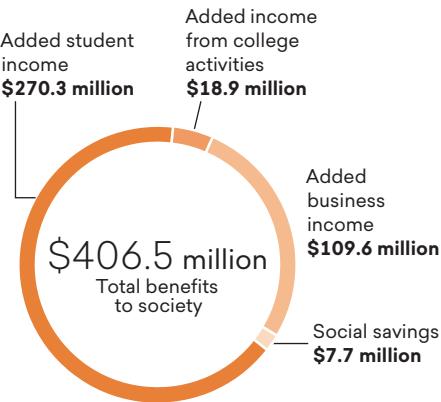 Added income
from college
activities
$18.9 million
Added student
income
$270.3 million
Added
business
income
$109.6 million
$406.5 million
Total benefits
to society
Social savings
$7.7 million